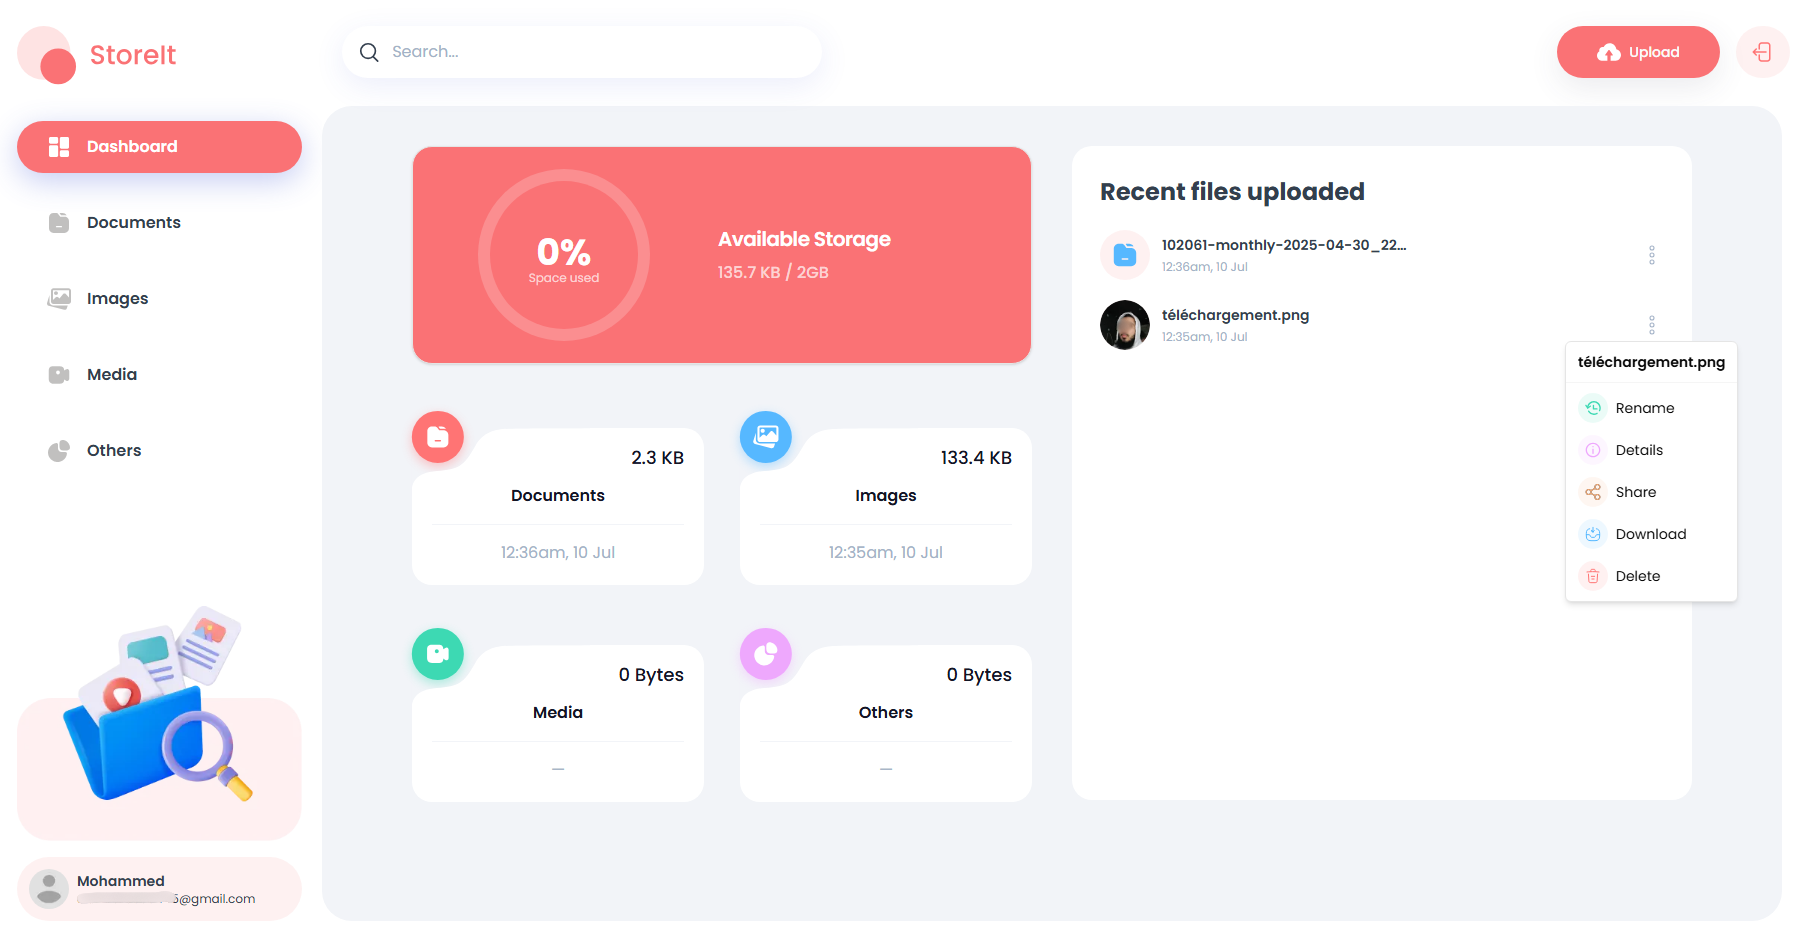 StoreIt
Search...
Upload
Dashboard
Documents
Images
Media
Others
Mohammed
5@gmail.com
0%
Space used
Available Storage
135.7 KB / 2GB
2.3 KB
Documents
12:36am, 10 Jul
133.4 KB
Images
12:35am, 10 Jul
0 Bytes
Media
—
0 Bytes
Others
—
Recent files uploaded
102061-monthly-2025-04-30_22...
12:36am, 10 Jul
téléchargement.png
12:35am, 10 Jul
téléchargement.png
Rename
Details
Share
Download
Delete